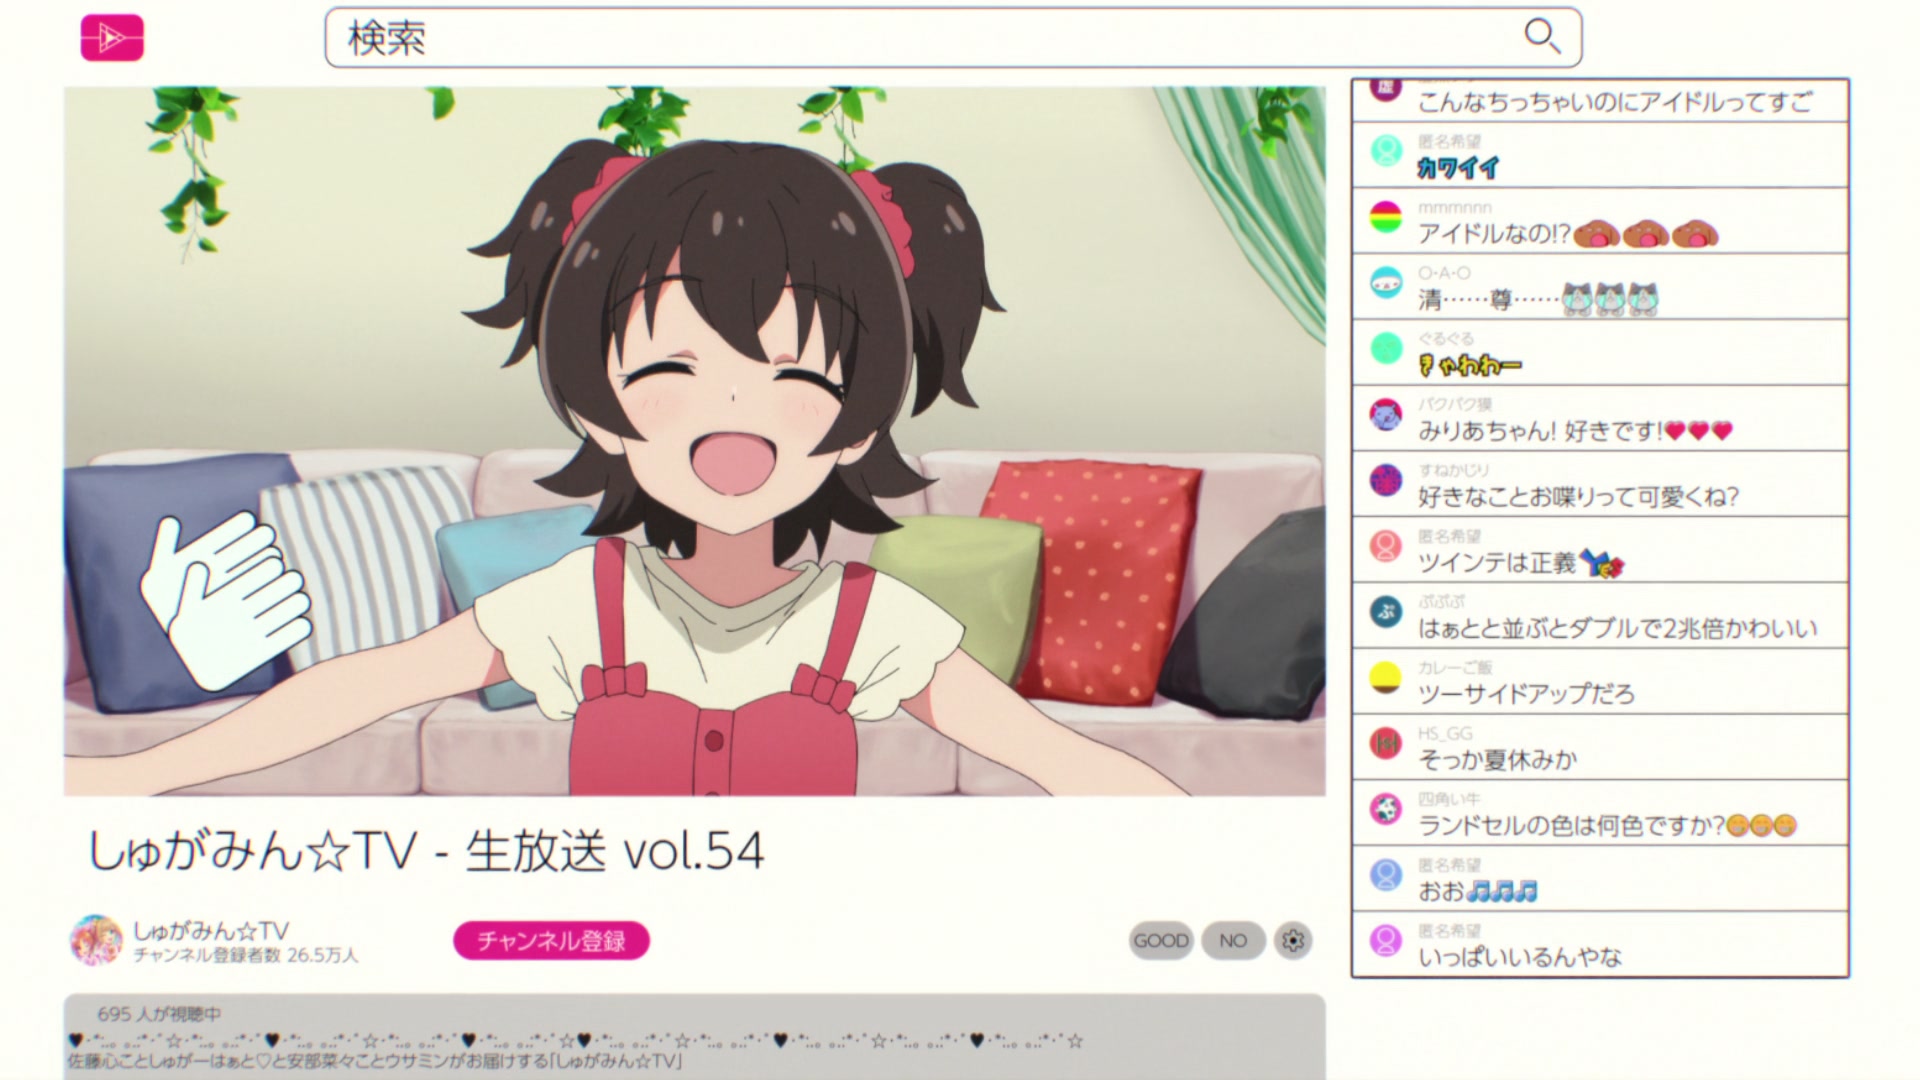 検索
こんなちっちゃいのにアイドルってすご
匿名希望
カワイイ
mmmnnn
アイドルなの!?
O・A・O
清……尊……
ぐるぐる
きゃわわー
パクパク獏
みりあちゃん! 好きです!♥♥♥
すねかじり
好きなことお喋りって可愛くね?
匿名希望
ツインテは正義
ぷぷぷ
ぷ
はぁとと並ぶとダブルで2兆倍かわいい
カレーご飯
ツーサイドアップだろ
HS_GG
そっか夏休みか
四角い牛
ランドセルの色は何色ですか?
匿名希望
おお🎵🎵🎵
匿名希望
いっぱいいるんやな
しゅがみん☆TV - 生放送 vol.54
しゅがみん☆TV
チャンネル登録者数 26.5万人
チャンネル登録
GOOD
NO
695 人が視聴中
佐藤心ことしゅがーはぁと♡と安部菜々ことウサミンがお届けする「しゅがみん☆TV」